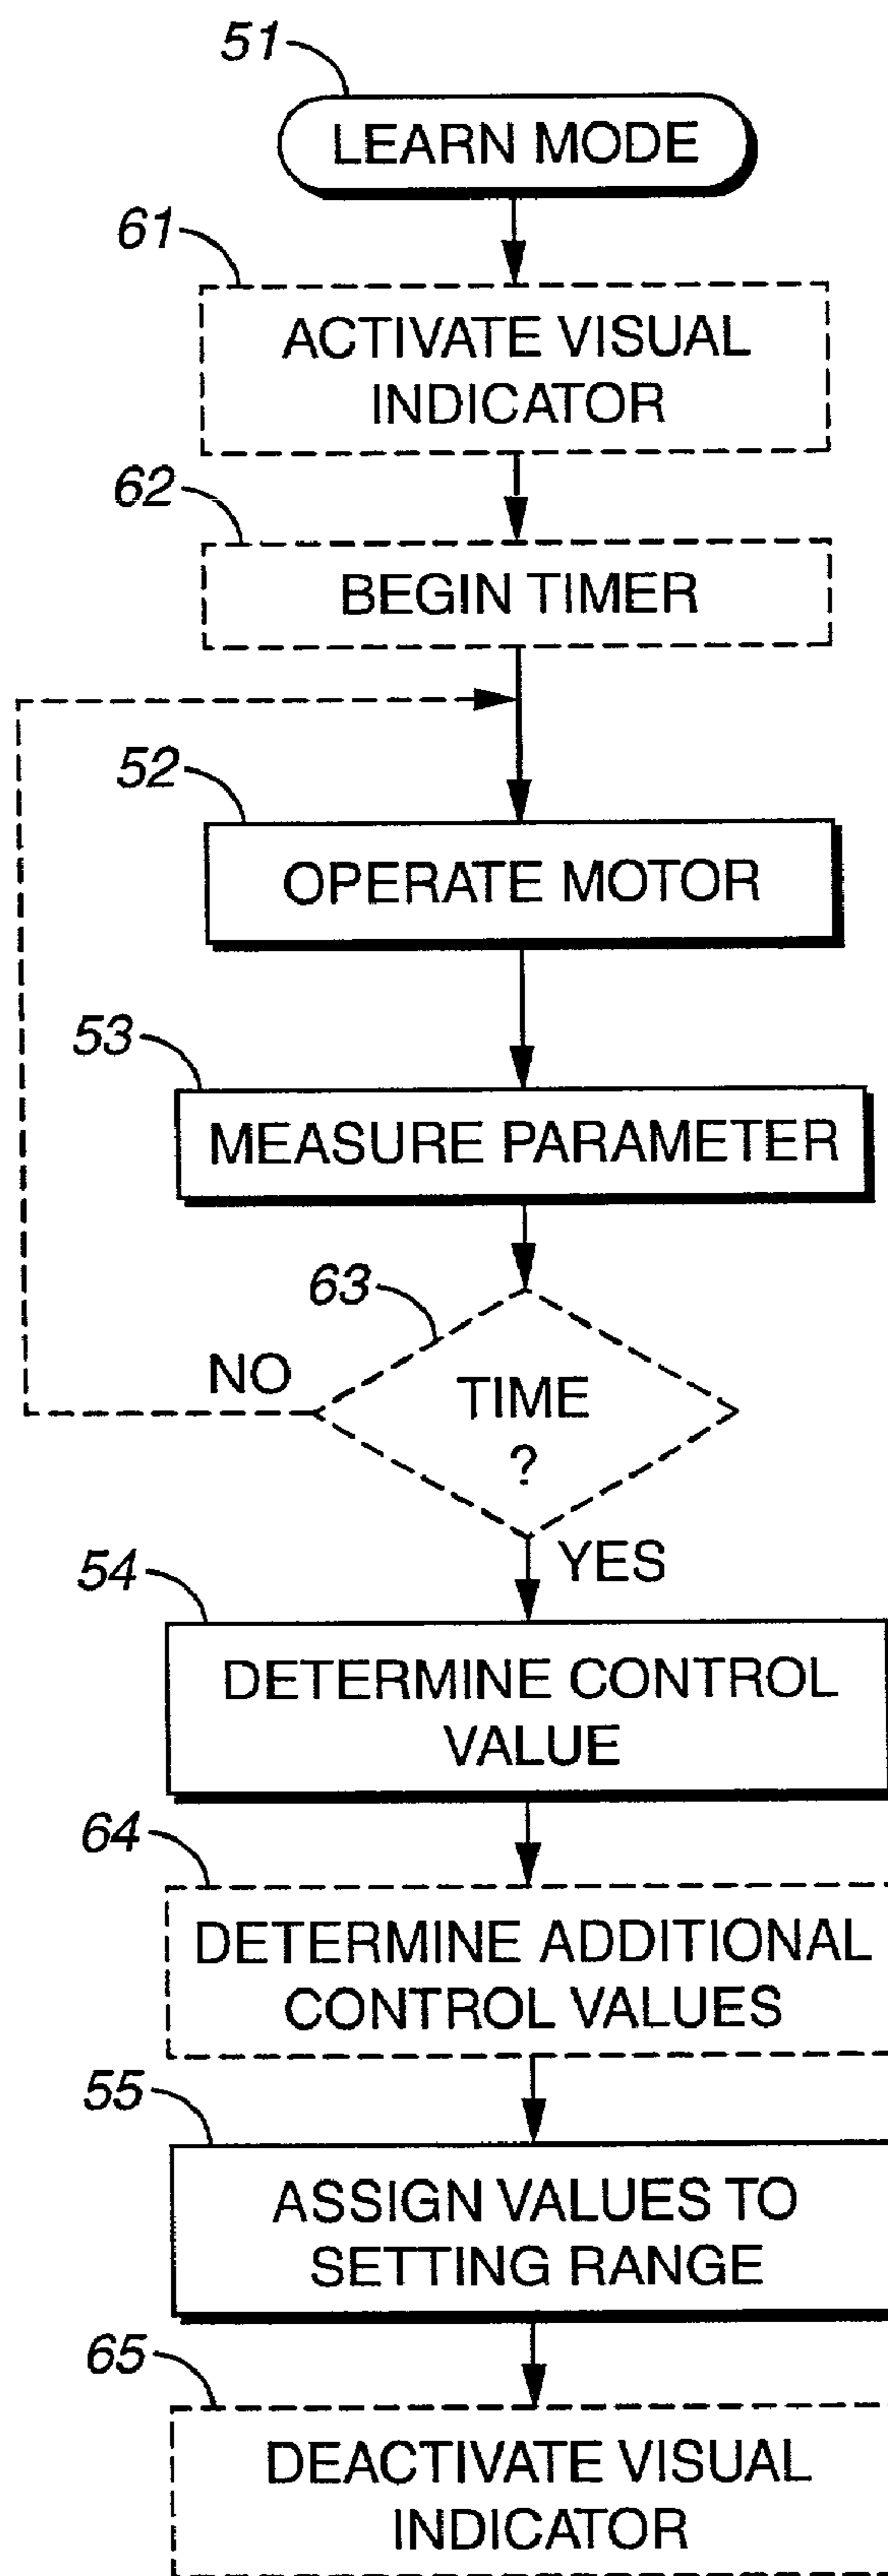 51
LEARN MODE
61
ACTIVATE VISUAL
INDICATOR
62
BEGIN TIMER
52
OPERATE MOTOR
53
MEASURE PARAMETER
63
NO
TIME
?
YES
54
DETERMINE CONTROL
VALUE
64
DETERMINE ADDITIONAL
CONTROL VALUES
55
ASSIGN VALUES TO
SETTING RANGE
65
DEACTIVATE VISUAL
INDICATOR